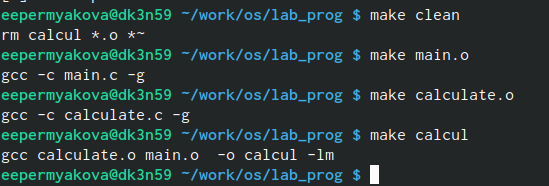 eepermyakova@dk3n59 ~/work/os/lab_prog $ make clean
rm calcul *.o *~
eepermyakova@dk3n59 ~/work/os/lab_prog $ make main.o
gcc -c main.c -g
eepermyakova@dk3n59 ~/work/os/lab_prog $ make calculate.o
gcc -c calculate.c -g
eepermyakova@dk3n59 ~/work/os/lab_prog $ make calcul
gcc calculate.o main.o  -o calcul -lm
eepermyakova@dk3n59 ~/work/os/lab_prog $